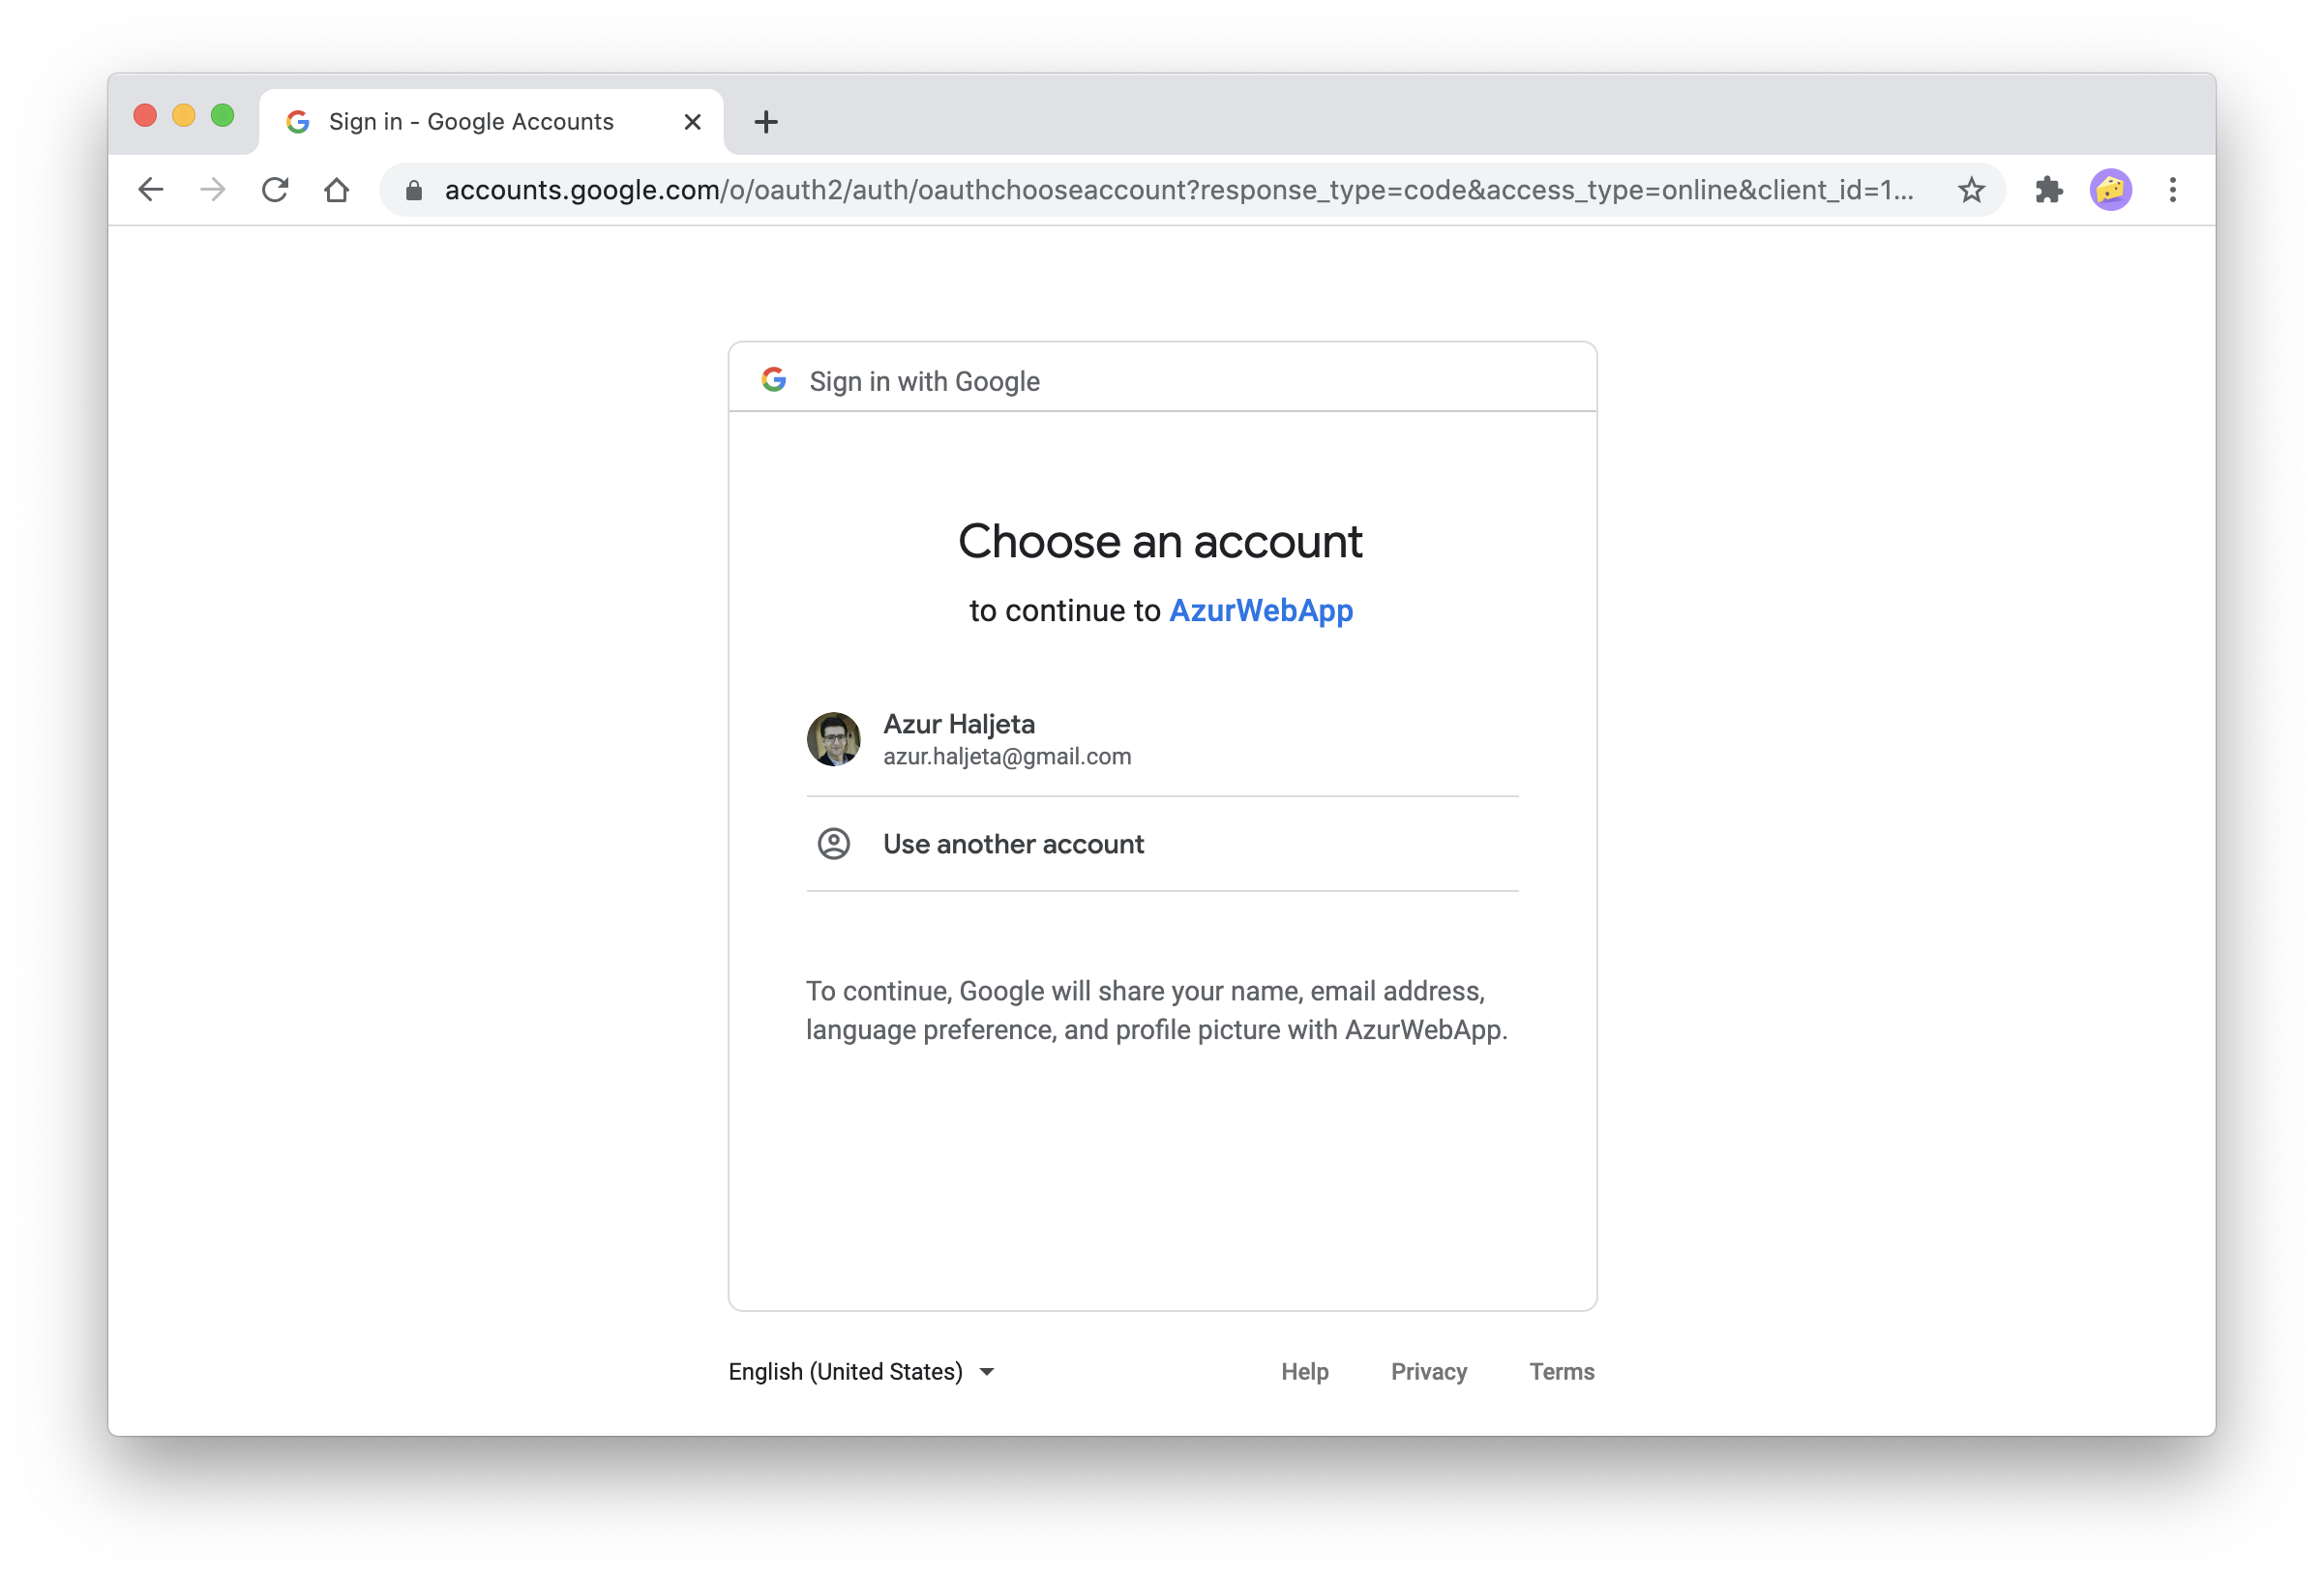 Sign in - Google Accounts
accounts.google.com/o/oauth2/auth/oauthchooseaccount?response_type=code&access_type=online&client_id=1...
Sign in with Google
Choose an account
to continue to AzurWebApp
Azur Haljeta
azur.haljeta@gmail.com
Use another account
To continue, Google will share your name, email address,
language preference, and profile picture with AzurWebApp.
English (United States) Help Privacy Terms